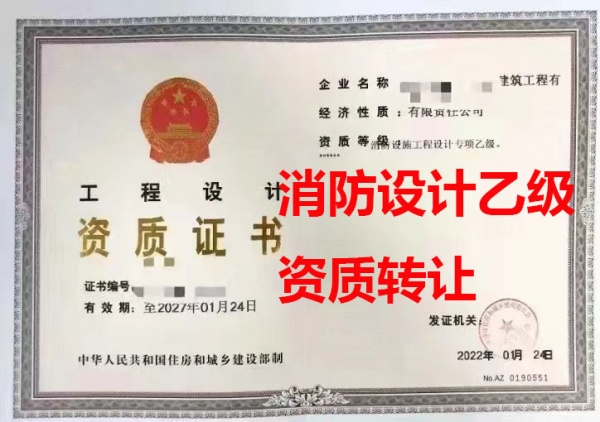 企业名称 建筑工程有
经济性质：有限责任公司
资质等级：消防设施工程设计专项乙级。
******
工程设计
资质证书
消防设计乙级
资质转让
证书编号：
有效期：至2027年01月24日
发证机关：
中华人民共和国住房和城乡建设部制
2022年 01月 24日
No.AZ 0190551